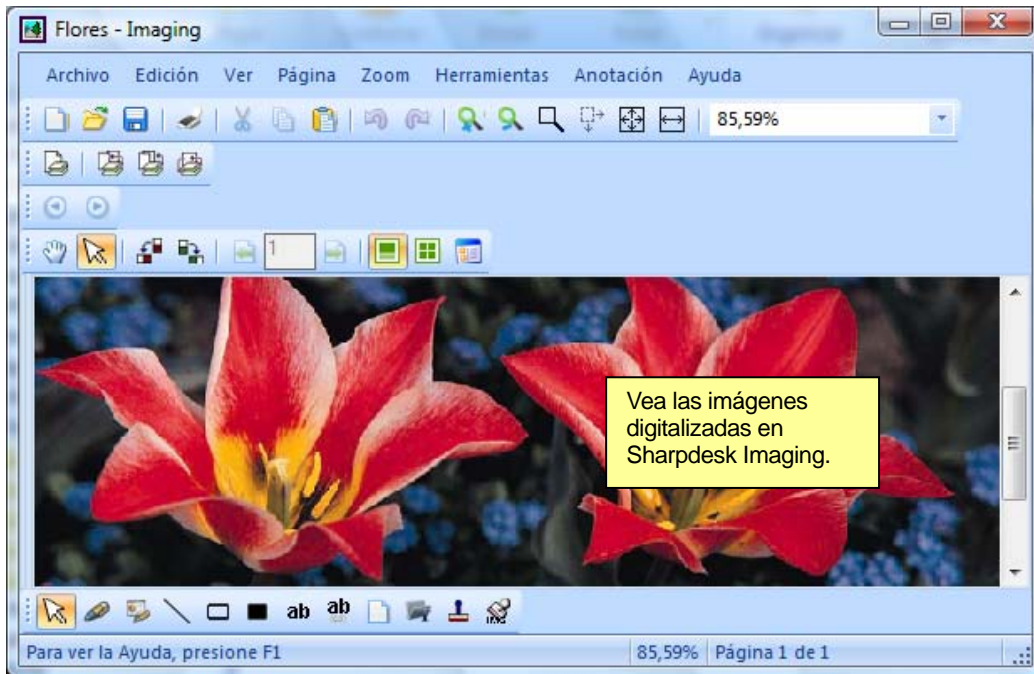 Flores - Imaging
Archivo Edición Ver Página Zoom Herramientas Anotación Ayuda
85,59%
1
Vea las imágenes
digitalizadas en
Sharpdesk Imaging.
ab ab
Para ver la Ayuda, presione F1 85,59% Página 1 de 1